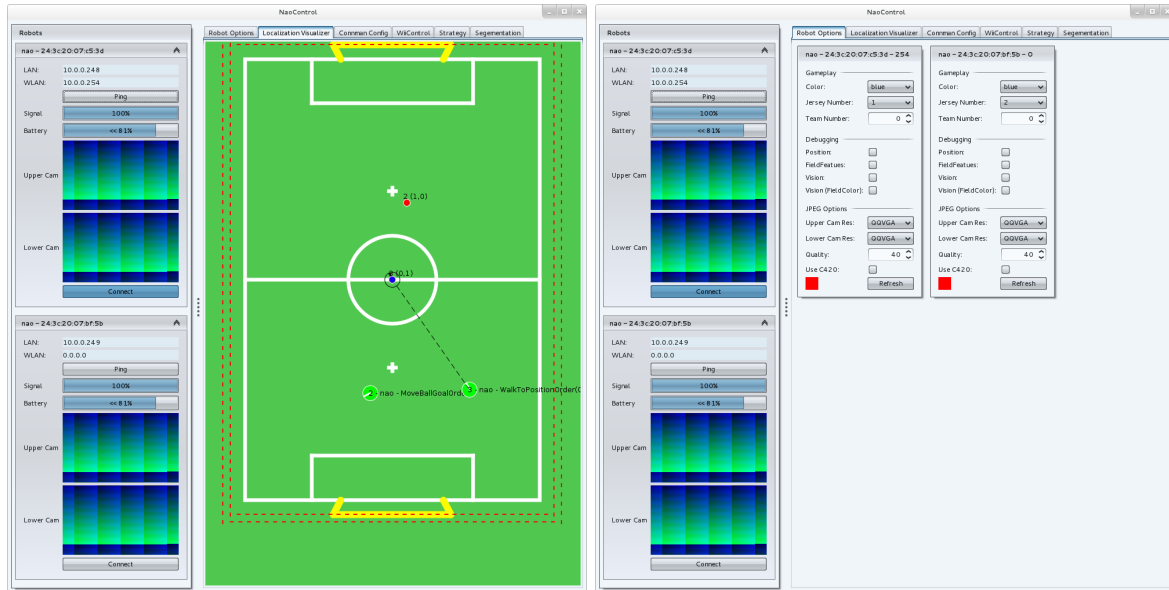 NaoControl
Robots
nao - 24:3c:20:07:c5:3d
LAN: 10.0.0.248
WLAN: 10.0.0.254
Ping
Signal 100%
Battery << 81%
Upper Cam
Lower Cam
Connect
nao - 24:3c:20:07:bf:5b
LAN: 10.0.0.249
WLAN: 0.0.0.0
Ping
Signal 100%
Battery << 81%
Upper Cam
Lower Cam
Connect
Robot Options Localization Visualizer Connman Config WiiControl Strategy Segementation
2 (1,0)
(0,1)
2 - nao - MoveBallGoalOrd
3 - nao - WalkToPositionOrder(
NaoControl
Robots
nao - 24:3c:20:07:c5:3d
LAN: 10.0.0.248
WLAN: 10.0.0.254
Ping
Signal 100%
Battery << 81%
Upper Cam
Lower Cam
Connect
nao - 24:3c:20:07:bf:5b
LAN: 10.0.0.249
WLAN: 0.0.0.0
Ping
Signal 100%
Battery << 81%
Upper Cam
Lower Cam
Connect
Robot Options Localization Visualizer Connman Config WiiControl Strategy Segementation
nao - 24:3c:20:07:c5:3d - 254
Gameplay
Color: blue
Jersey Number: 1
Team Number: 0
Debugging
Position:
FieldFeatues:
Vision:
Vision (FieldColor):
JPEG Options
Upper Cam Res: QQVGA
Lower Cam Res: QQVGA
Quality: 40
Use C420:
Refresh
nao - 24:3c:20:07:bf:5b - 0
Gameplay
Color: blue
Jersey Number: 2
Team Number: 0
Debugging
Position:
FieldFeatues:
Vision:
Vision (FieldColor):
JPEG Options
Upper Cam Res: QQVGA
Lower Cam Res: QQVGA
Quality: 40
Use C420:
Refresh